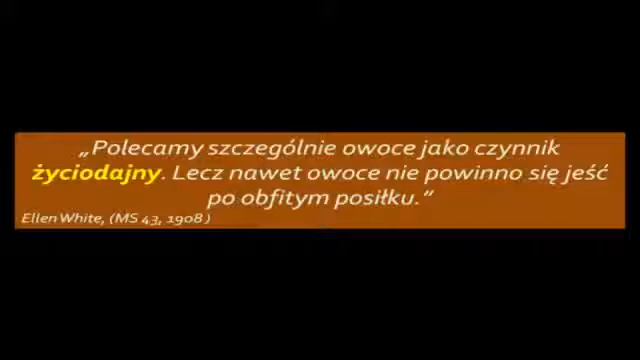 „Polecamy szczególnie owoce jako czynnik
życiodajny. Lecz nawet owoce nie powinno się jeść
po obfitym posiłku.”
Ellen White, (MS 43, 1908 )